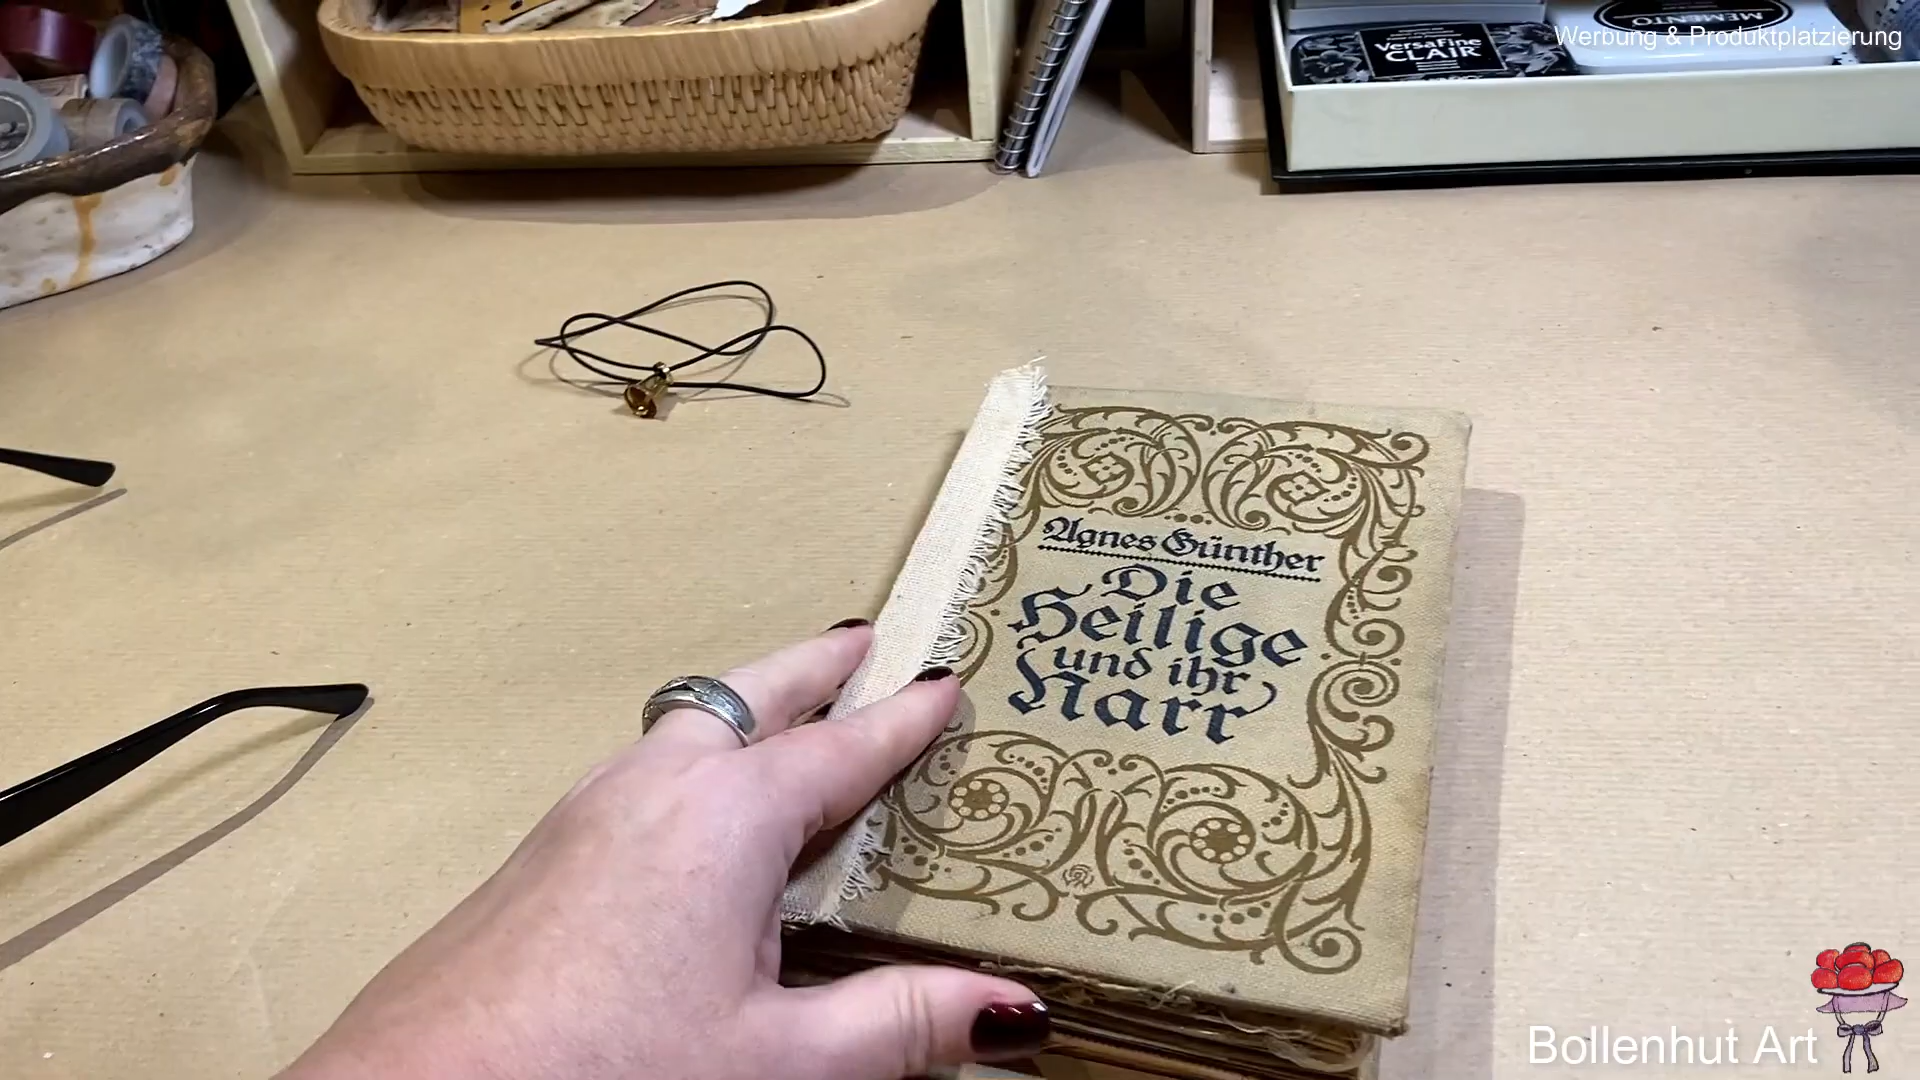 Werbung & Produktplatzierung
VersaFine
CLAIR
MEMENTO
Agnes Günther
Die
Heilige
und ihr
Narr
Bollenhut Art